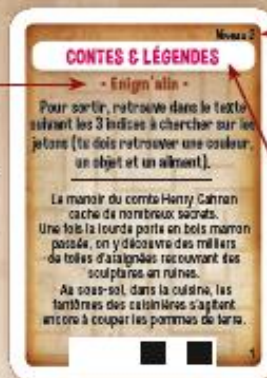 Niveau 2
CONTES & LÉGENDES
- Enigm'alin -
Pour sortir, retrouve dans le texte
suivant les 3 indices à chercher sur les
jetons (tu dois retrouver une couleur,
un objet et un aliment).
Le manoir du comte Henry Cahnon
cache de nombreux secrets.
Une fois la lourde porte en bois marron
passée, on y découvre des milliers
de toiles d'araignées recouvrant des
sculptures en ruines.
Au sous-sol, dans la cuisine, les
fantômes des cuisinières s'agitent
encore à couper les pommes de terre.
1